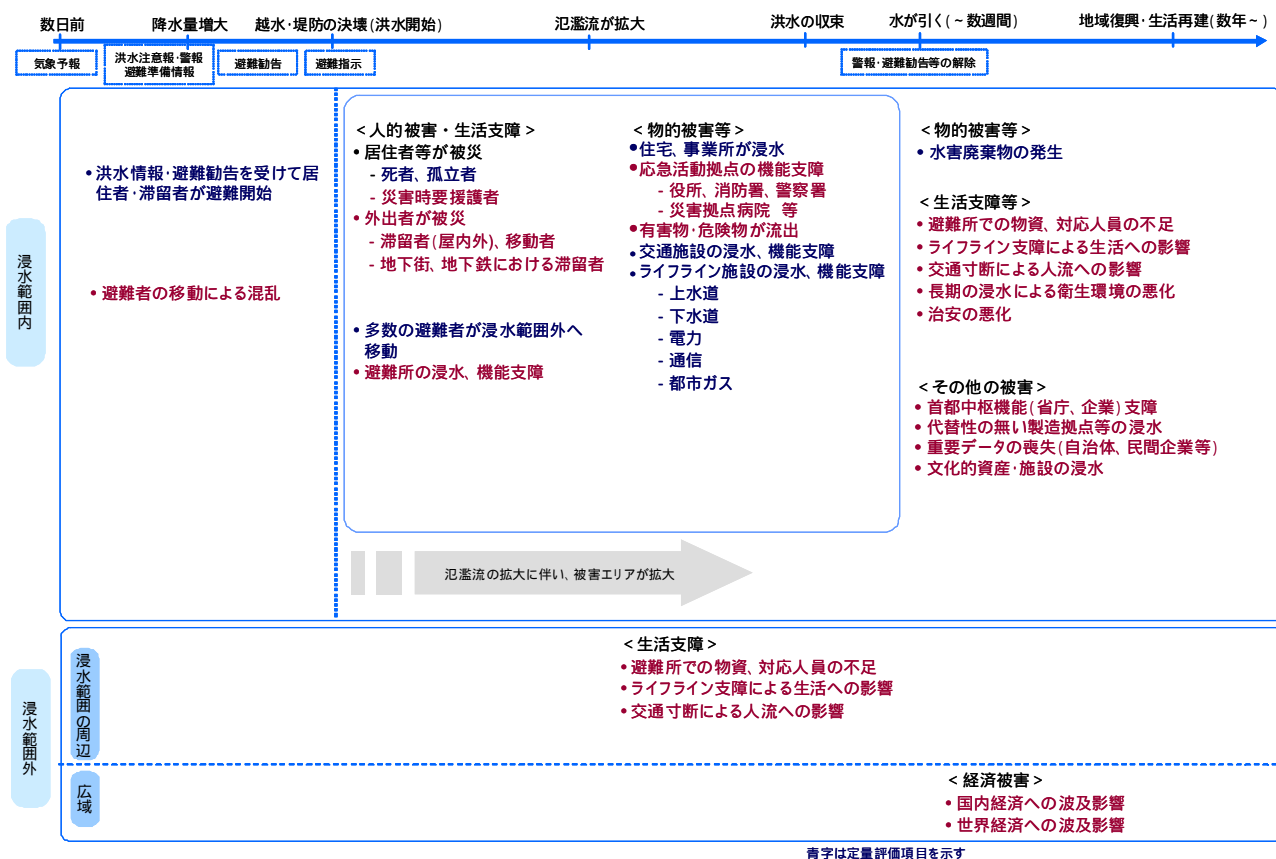 数日前
降水量増大
越水・堤防の決壊(洪水開始)
氾濫流が拡大
洪水の収束
水が引く(~数週間)
地域復興・生活再建(数年~)
気象予報
洪水注意報・警報
避難準備情報
避難勧告
避難指示
警報・避難勧告等の解除
浸水範囲内
・洪水情報・避難勧告を受けて居
住者・滞留者が避難開始
・避難者の移動による混乱
<人的被害・生活支障>
・居住者等が被災
- 死者、孤立者
- 災害時要援護者
・外出者が被災
- 滞留者(屋内外)、移動者
- 地下街、地下鉄における滞留者
・多数の避難者が浸水範囲外へ
移動
・避難所の浸水、機能支障
<物的被害等>
・住宅、事業所が浸水
・応急活動拠点の機能支障
- 役所、消防署、警察署
- 災害拠点病院 等
・有害物・危険物が流出
・交通施設の浸水、機能支障
・ライフライン施設の浸水、機能支障
- 上水道
- 下水道
- 電力
- 通信
- 都市ガス
<物的被害等>
・水害廃棄物の発生
<生活支障等>
・避難所での物資、対応人員の不足
・ライフライン支障による生活への影響
・交通寸断による人流への影響
・長期の浸水による衛生環境の悪化
・治安の悪化
<その他の被害>
・首都中枢機能(省庁、企業)支障
・代替性の無い製造拠点等の浸水
・重要データの喪失(自治体、民間企業等)
・文化的資産・施設の浸水
氾濫流の拡大に伴い、被害エリアが拡大
浸水範囲外
浸水範囲の周辺
<生活支障>
・避難所での物資、対応人員の不足
・ライフライン支障による生活への影響
・交通寸断による人流への影響
広域
<経済被害>
・国内経済への波及影響
・世界経済への波及影響
青字は定量評価項目を示す